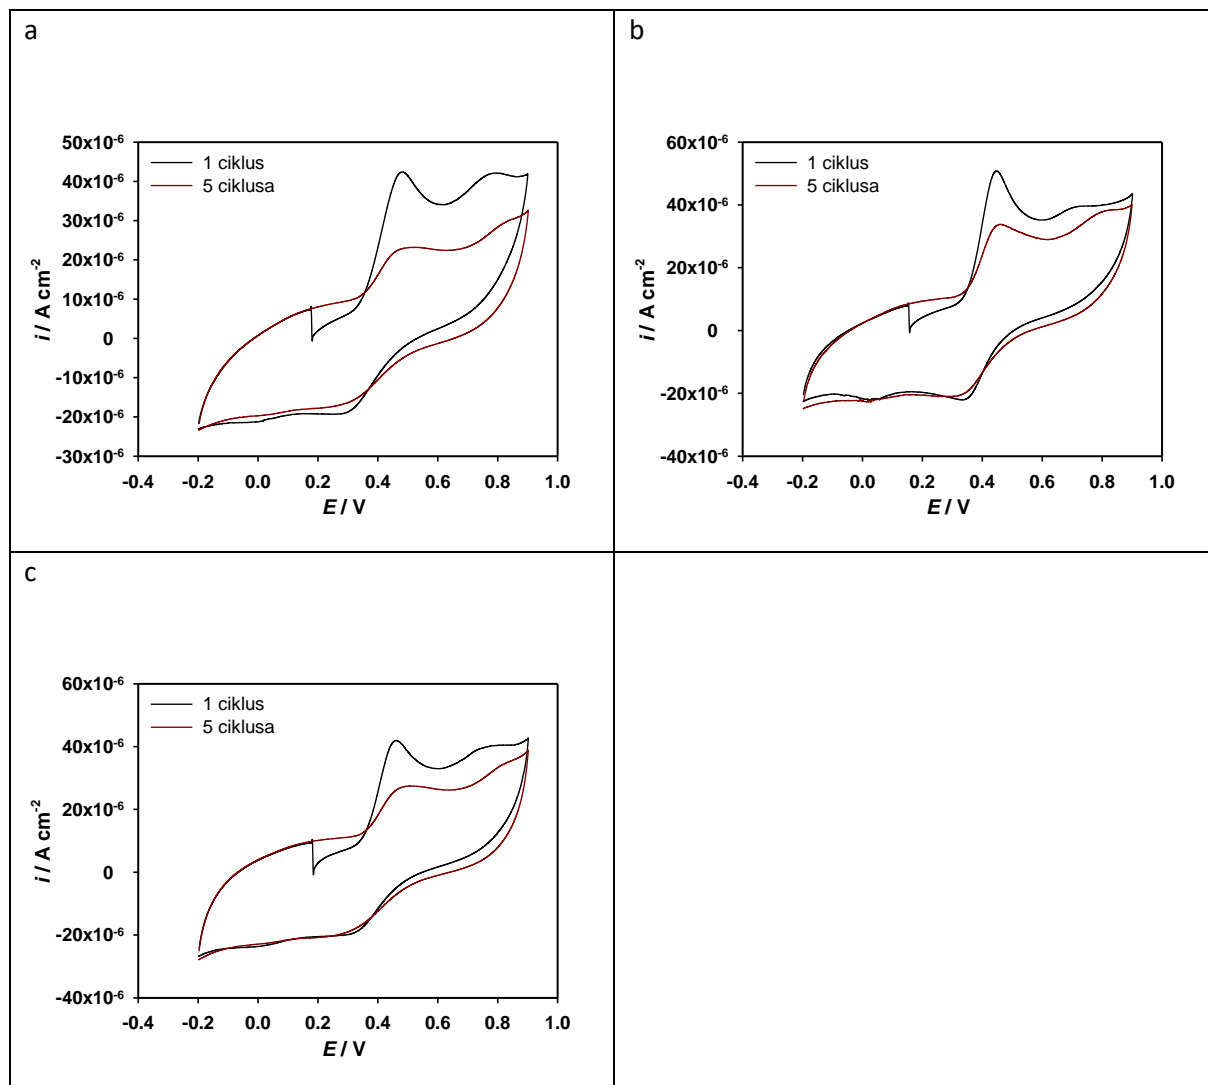 a
50x10-6
40x10-6
30x10-6
20x10-6
10x10-6
0
-10x10-6
-20x10-6
-30x10-6
i / A cm-2
1 ciklus
5 ciklusa
-0.4 -0.2 0.0 0.2 0.4 0.6 0.8 1.0
E / V
b
60x10-6
40x10-6
20x10-6
0
-20x10-6
-40x10-6
i / A cm-2
1 ciklus
5 ciklusa
-0.4 -0.2 0.0 0.2 0.4 0.6 0.8 1.0
E / V
c
60x10-6
40x10-6
20x10-6
0
-20x10-6
-40x10-6
i / A cm-2
1 ciklus
5 ciklusa
-0.4 -0.2 0.0 0.2 0.4 0.6 0.8 1.0
E / V